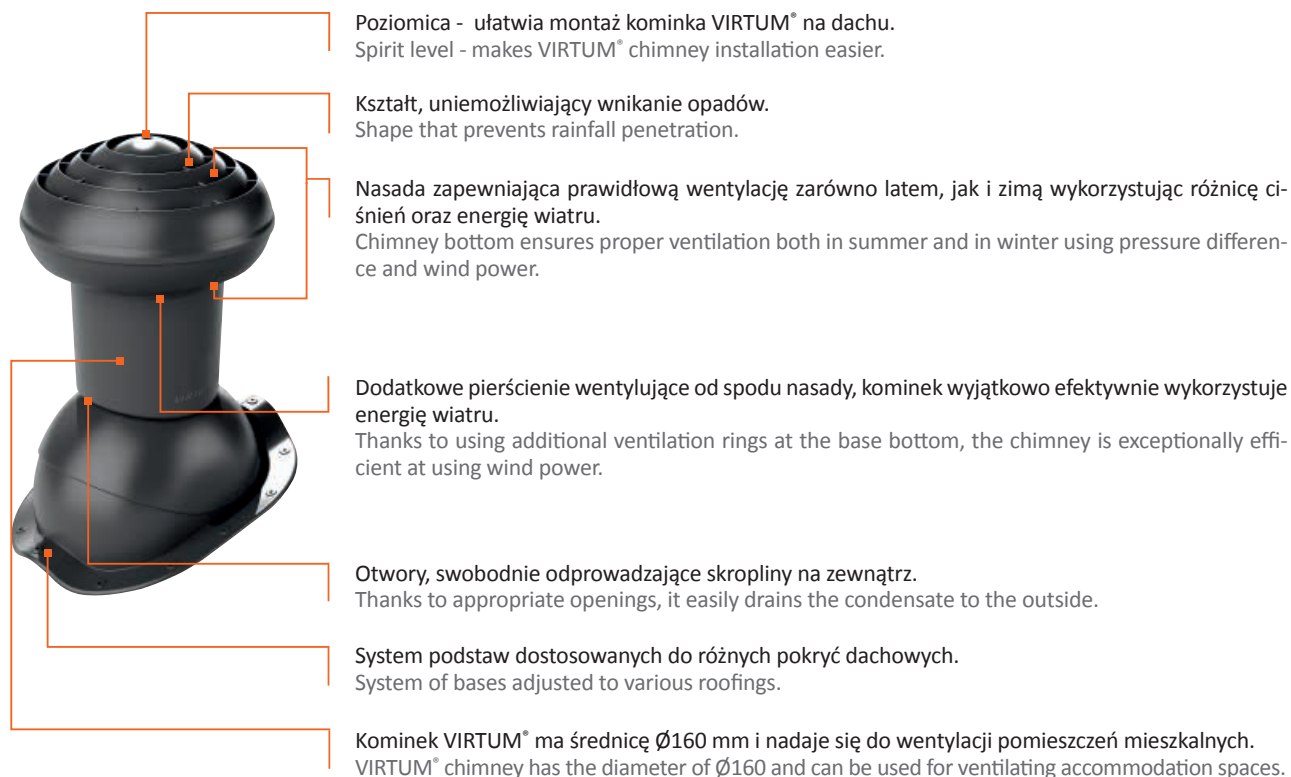 Poziomica -  ułatwia montaż kominka VIRTUM® na dachu.
Spirit level - makes VIRTUM® chimney installation easier.
Kształt, uniemożliwiający wnikanie opadów.
Shape that prevents rainfall penetration.
Nasada zapewniająca prawidłową wentylację zarówno latem, jak i zimą wykorzystując różnicę ci-
śnień oraz energię wiatru.
Chimney bottom ensures proper ventilation both in summer and in winter using pressure differen-
ce and wind power.
Dodatkowe pierścienie wentylujące od spodu nasady, kominek wyjątkowo efektywnie wykorzystuje
energię wiatru.
Thanks to using additional ventilation rings at the base bottom, the chimney is exceptionally effi-
cient at using wind power.
Otwory, swobodnie odprowadzające skropliny na zewnątrz.
Thanks to appropriate openings, it easily drains the condensate to the outside.
System podstaw dostosowanych do różnych pokryć dachowych.
System of bases adjusted to various roofings.
Kominek VIRTUM® ma średnicę Ø160 mm i nadaje się do wentylacji pomieszczeń mieszkalnych.
VIRTUM® chimney has the diameter of Ø160 and can be used for ventilating accommodation spaces.